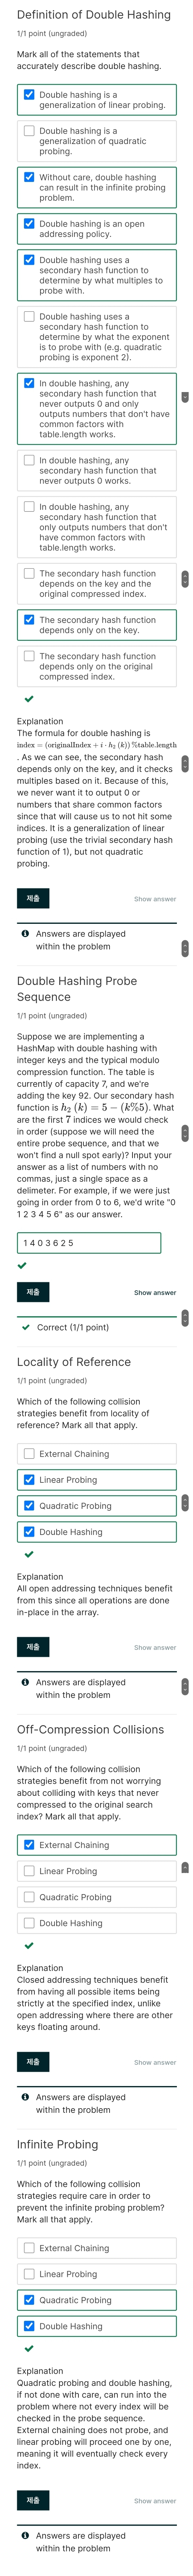 Definition of Double Hashing
1/1 point (ungraded)
Mark all of the statements that
accurately describe double hashing.
Double hashing is a
generalization of linear probing.
Double hashing is a
generalization of quadratic
probing.
Without care, double hashing
can result in the infinite probing
problem.
Double hashing is an open
addressing policy.
Double hashing uses a
secondary hash function to
determine by what multiples to
probe with.
Double hashing uses a
secondary hash function to
determine by what the exponent
is to probe with (e.g. quadratic
probing is exponent 2).
In double hashing, any
secondary hash function that
never outputs 0 and only
outputs numbers that don't have
common factors with
table.length works.
In double hashing, any
secondary hash function that
never outputs 0 works.
In double hashing, any
secondary hash function that
only outputs numbers that don't
have common factors with
table.length works.
The secondary hash function
depends on the key and the
original compressed index.
The secondary hash function
depends only on the key.
The secondary hash function
depends only on the original
compressed index.
Explanation
The formula for double hashing is
index = (originalIndex + i · h₂ (k)) %table.length
. As we can see, the secondary hash
depends only on the key, and it checks
multiples based on it. Because of this,
we never want it to output 0 or
numbers that share common factors
since that will cause us to not hit some
indices. It is a generalization of linear
probing (use the trivial secondary hash
function of 1), but not quadratic
probing.
제출
Show answer
Answers are displayed
within the problem
Double Hashing Probe
Sequence
1/1 point (ungraded)
Suppose we are implementing a
HashMap with double hashing with
integer keys and the typical modulo
compression function. The table is
currently of capacity 7, and we're
adding the key 92. Our secondary hash
function is h₂ (k) = 5 − (k%5). What
are the first 7 indices we would check
in order (suppose we will need the
entire probe sequence, and that we
won't find a null spot early)? Input your
answer as a list of numbers with no
commas, just a single space as a
delimeter. For example, if we were just
going in order from 0 to 6, we'd write "0
1 2 3 4 5 6" as our answer.
1 4 0 3 6 2 5
제출
Show answer
Correct (1/1 point)
Locality of Reference
1/1 point (ungraded)
Which of the following collision
strategies benefit from locality of
reference? Mark all that apply.
External Chaining
Linear Probing
Quadratic Probing
Double Hashing
Explanation
All open addressing techniques benefit
from this since all operations are done
in-place in the array.
제출
Show answer
Answers are displayed
within the problem
Off-Compression Collisions
1/1 point (ungraded)
Which of the following collision
strategies benefit from not worrying
about colliding with keys that never
compressed to the original search
index? Mark all that apply.
External Chaining
Linear Probing
Quadratic Probing
Double Hashing
Explanation
Closed addressing techniques benefit
from having all possible items being
strictly at the specified index, unlike
open addressing where there are other
keys floating around.
제출
Show answer
Answers are displayed
within the problem
Infinite Probing
1/1 point (ungraded)
Which of the following collision
strategies require care in order to
prevent the infinite probing problem?
Mark all that apply.
External Chaining
Linear Probing
Quadratic Probing
Double Hashing
Explanation
Quadratic probing and double hashing,
if not done with care, can run into the
problem where not every index will be
checked in the probe sequence.
External chaining does not probe, and
linear probing will proceed one by one,
meaning it will eventually check every
index.
제출
Show answer
Answers are displayed
within the problem